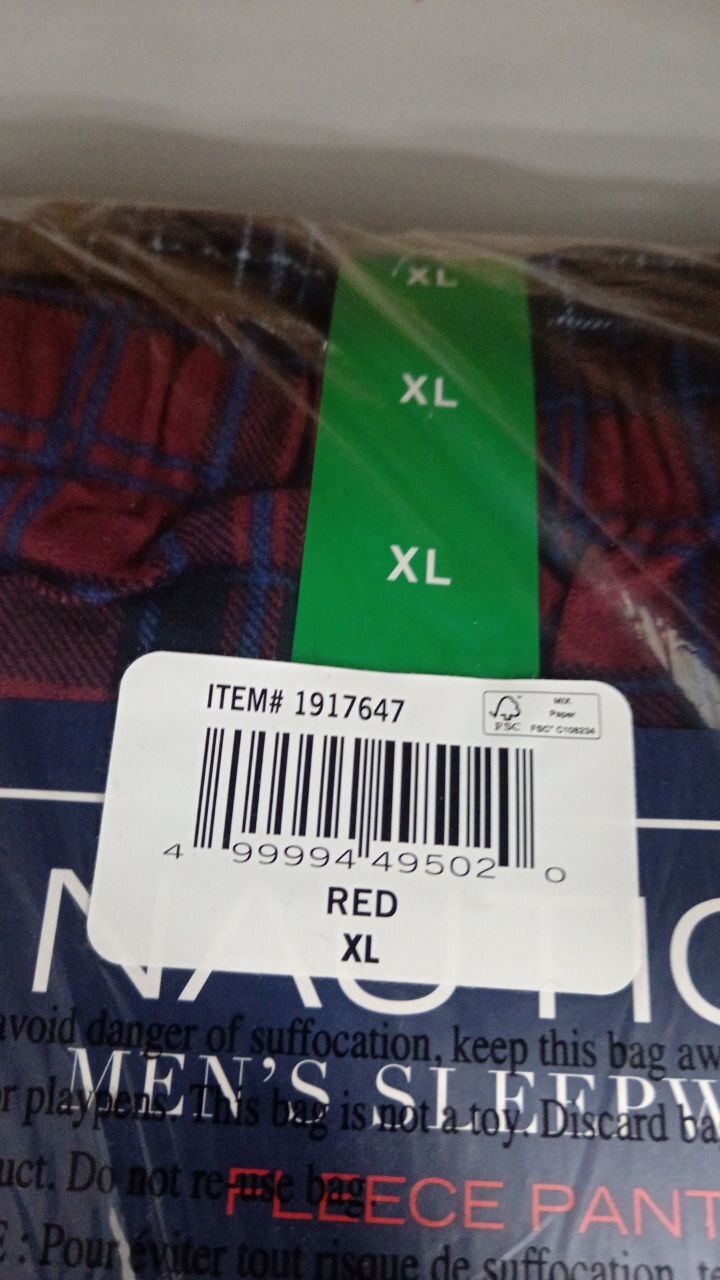 XL
XL
XL
ITEM# 1917647
FSC
MIX
Paper
FSC® C108234
4 99994 49502 0
RED
XL
NAUTIC
avoid danger of suffocation, keep this bag aw
MEN'S SLEEPW
r playpens. This bag is not a toy. Discard ba
uct. Do not re-use bag
FLEECE PANT
E : Pour éviter tout risque de suffocation, te